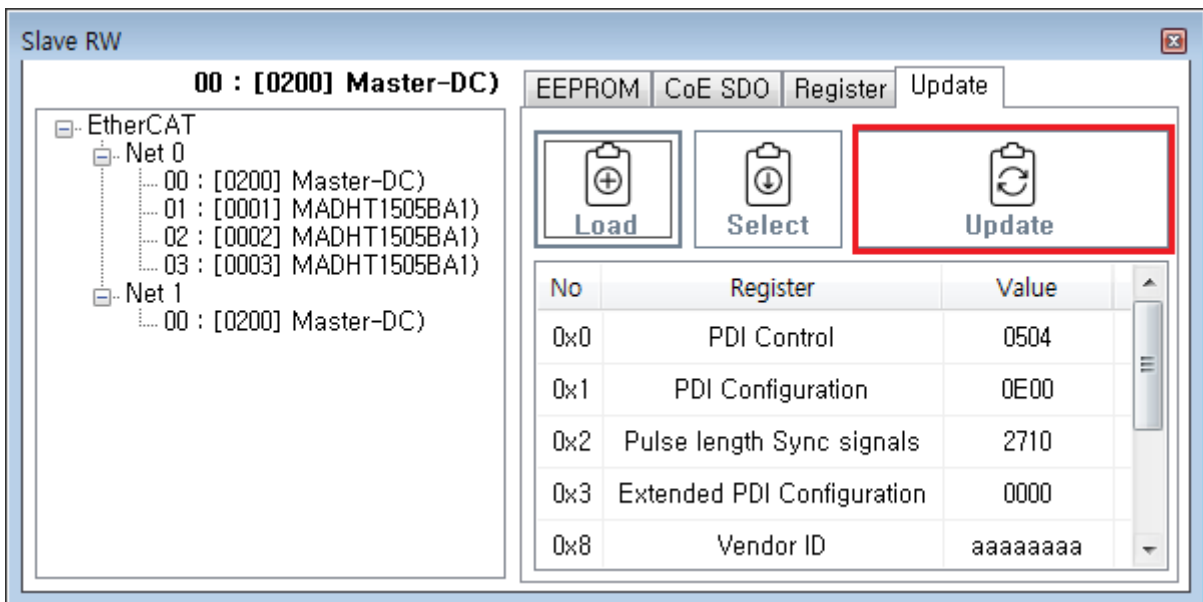 Slave RW
00 : [0200] Master-DC)
EtherCAT
Net 0
00 : [0200] Master-DC)
01 : [0001] MADHT1505BA1)
02 : [0002] MADHT1505BA1)
03 : [0003] MADHT1505BA1)
Net 1
00 : [0200] Master-DC)
EEPROM CoE SDO Register Update
Load Select Update
No Register Value
0x0 PDI Control 0504
0x1 PDI Configuration 0E00
0x2 Pulse length Sync signals 2710
0x3 Extended PDI Configuration 0000
0x8 Vendor ID aaaaaaaa